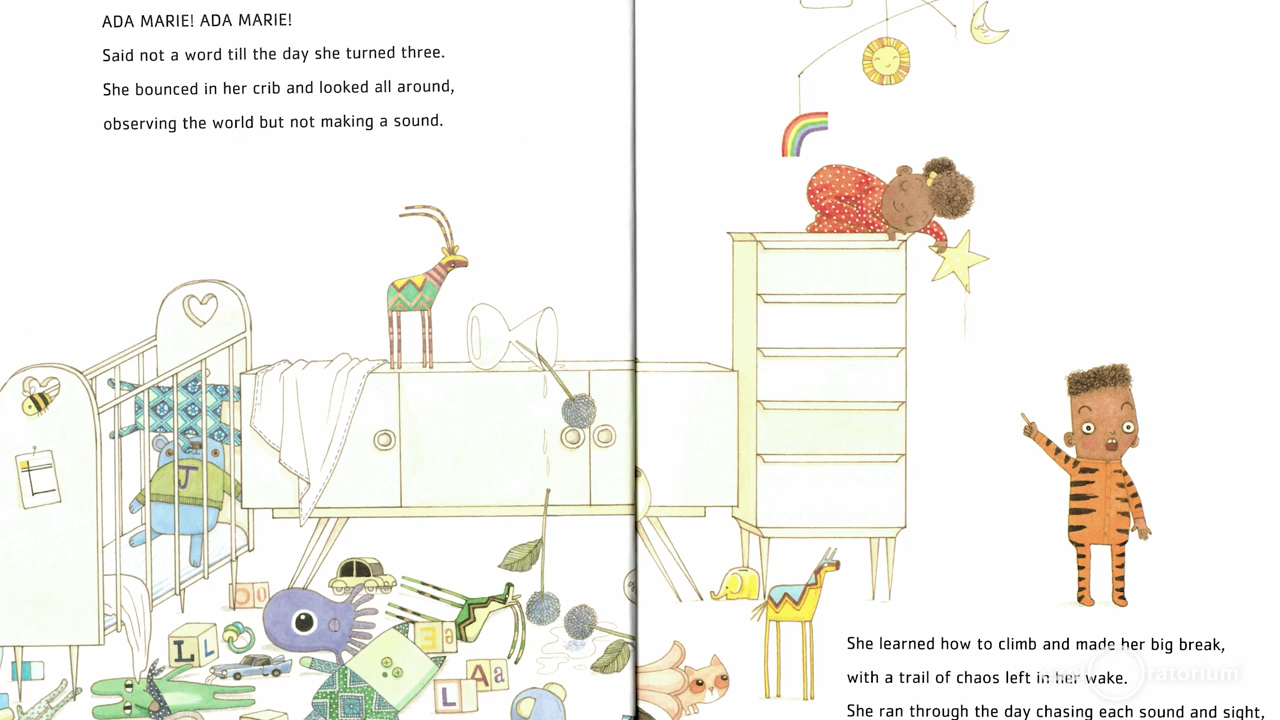 ADA MARIE! ADA MARIE!
Said not a word till the day she turned three.
She bounced in her crib and looked all around,
observing the world but not making a sound.
J
L L
E
L
Aa
She learned how to climb and made her big break,
with a trail of chaos left in her wake.
She ran through the day chasing each sound and sight,
ratorium